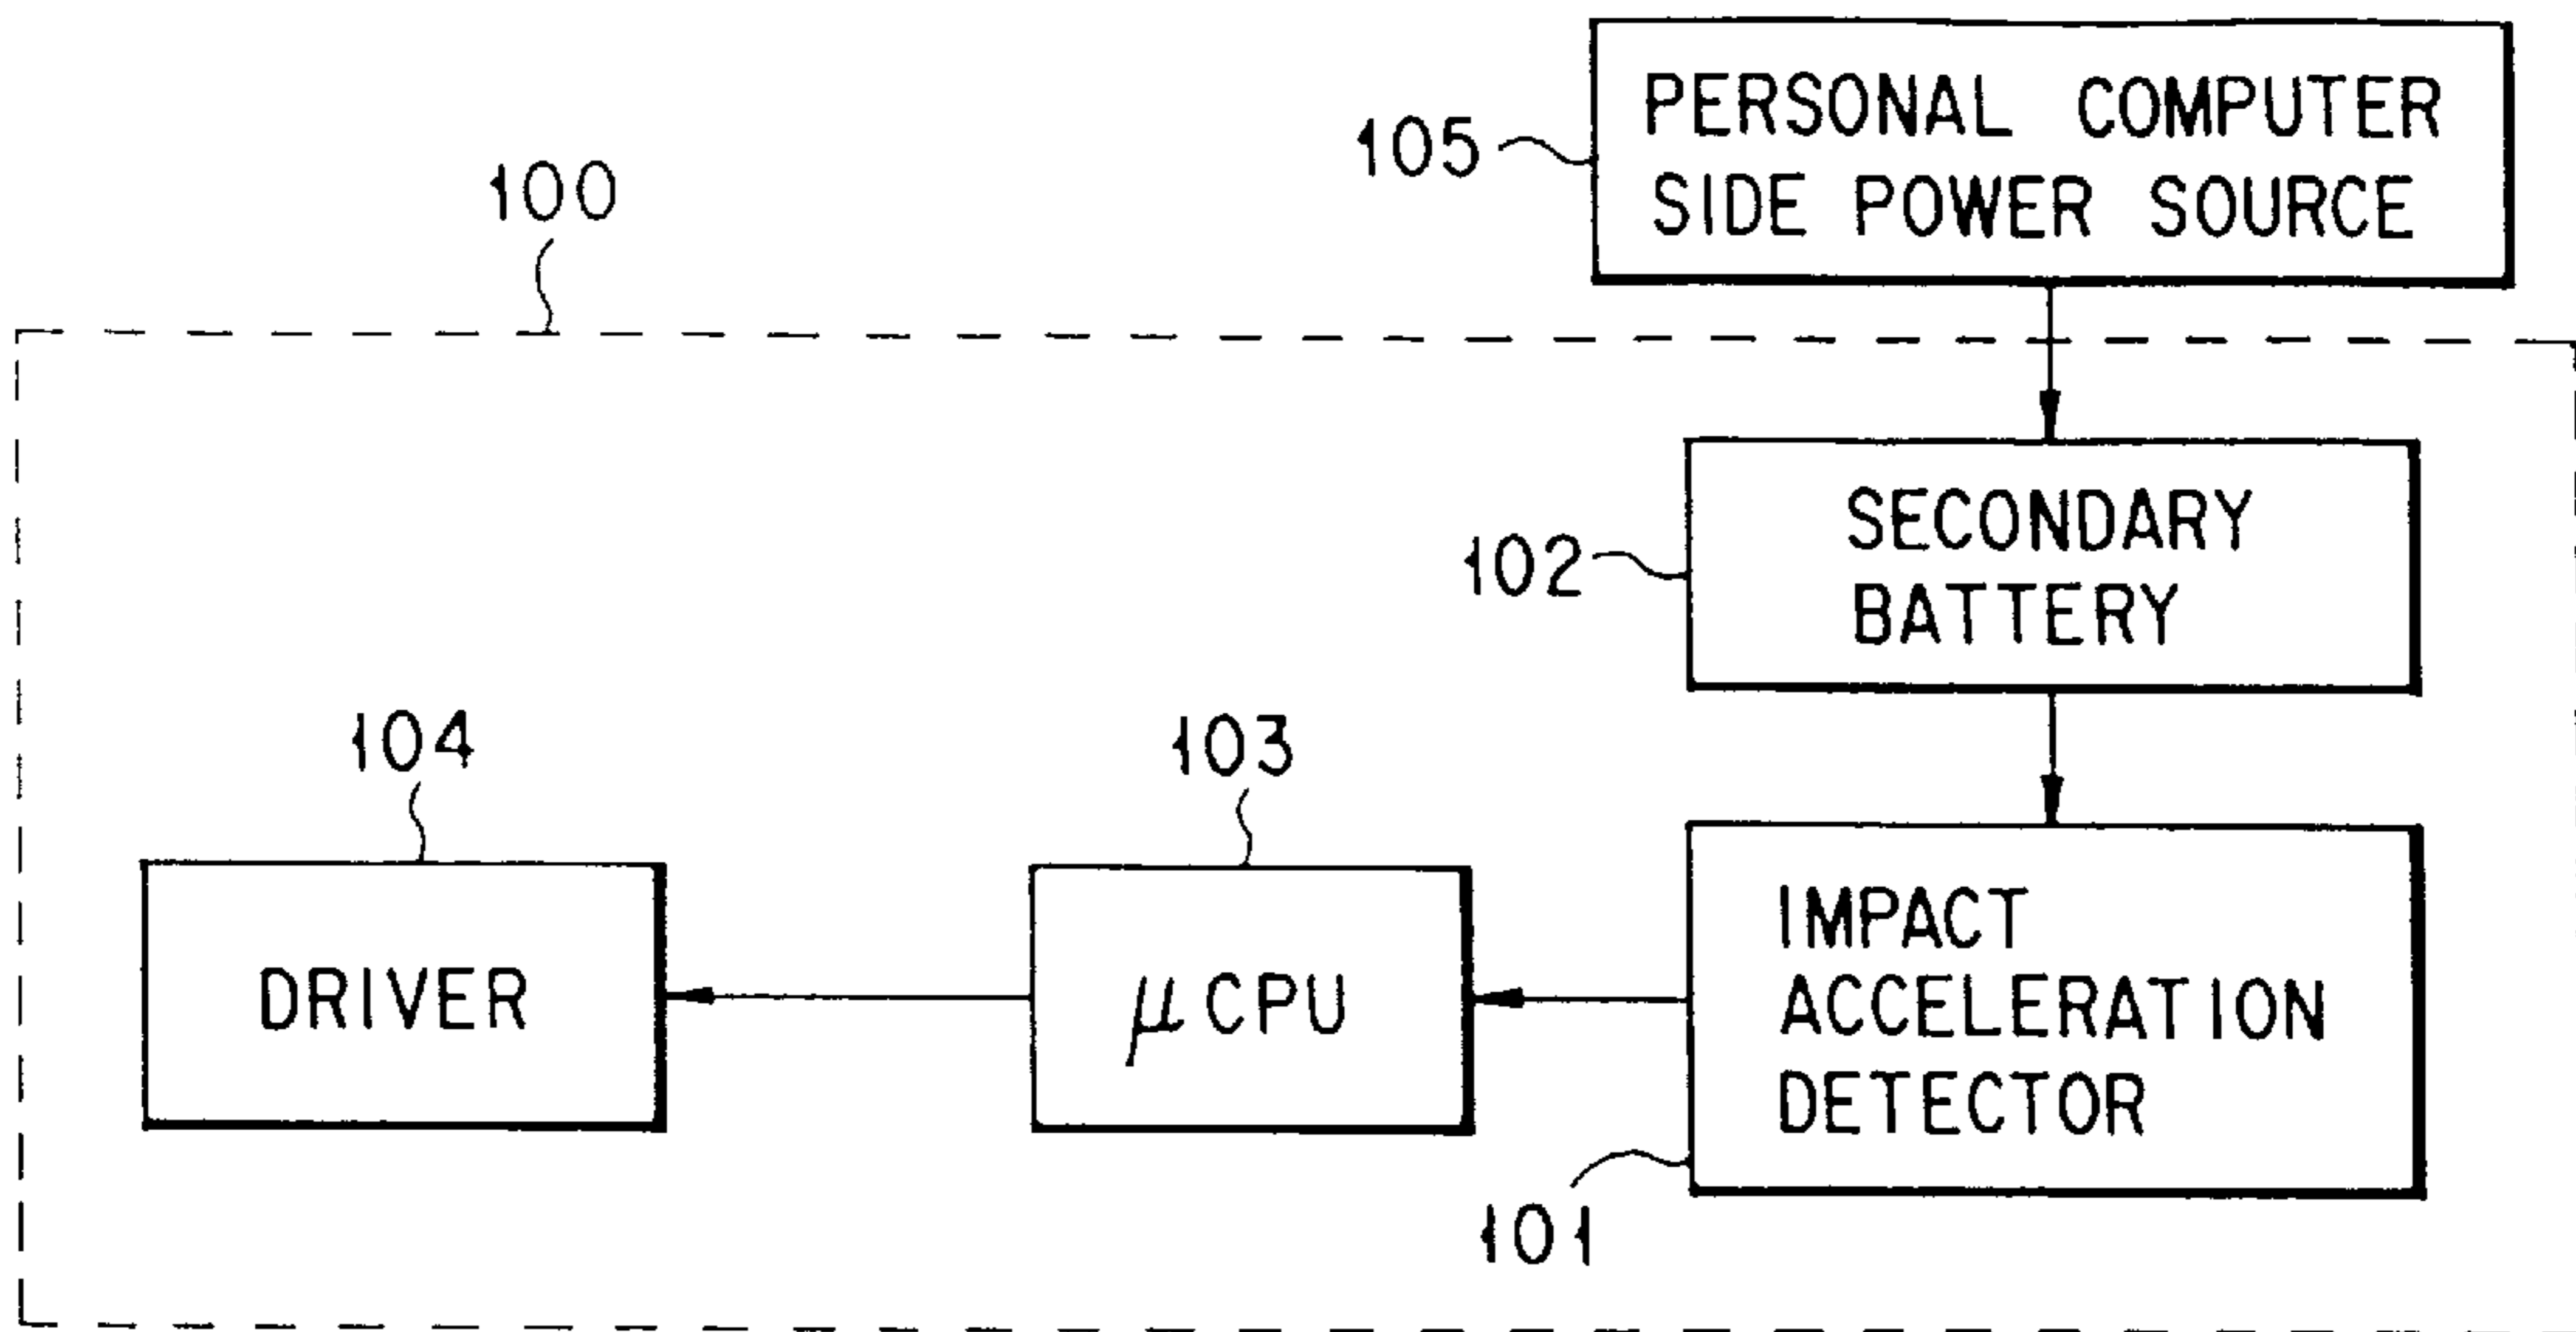 105
PERSONAL COMPUTER
SIDE POWER SOURCE
100
102
SECONDARY
BATTERY
104
103
DRIVER
μCPU
IMPACT
ACCELERATION
DETECTOR
101